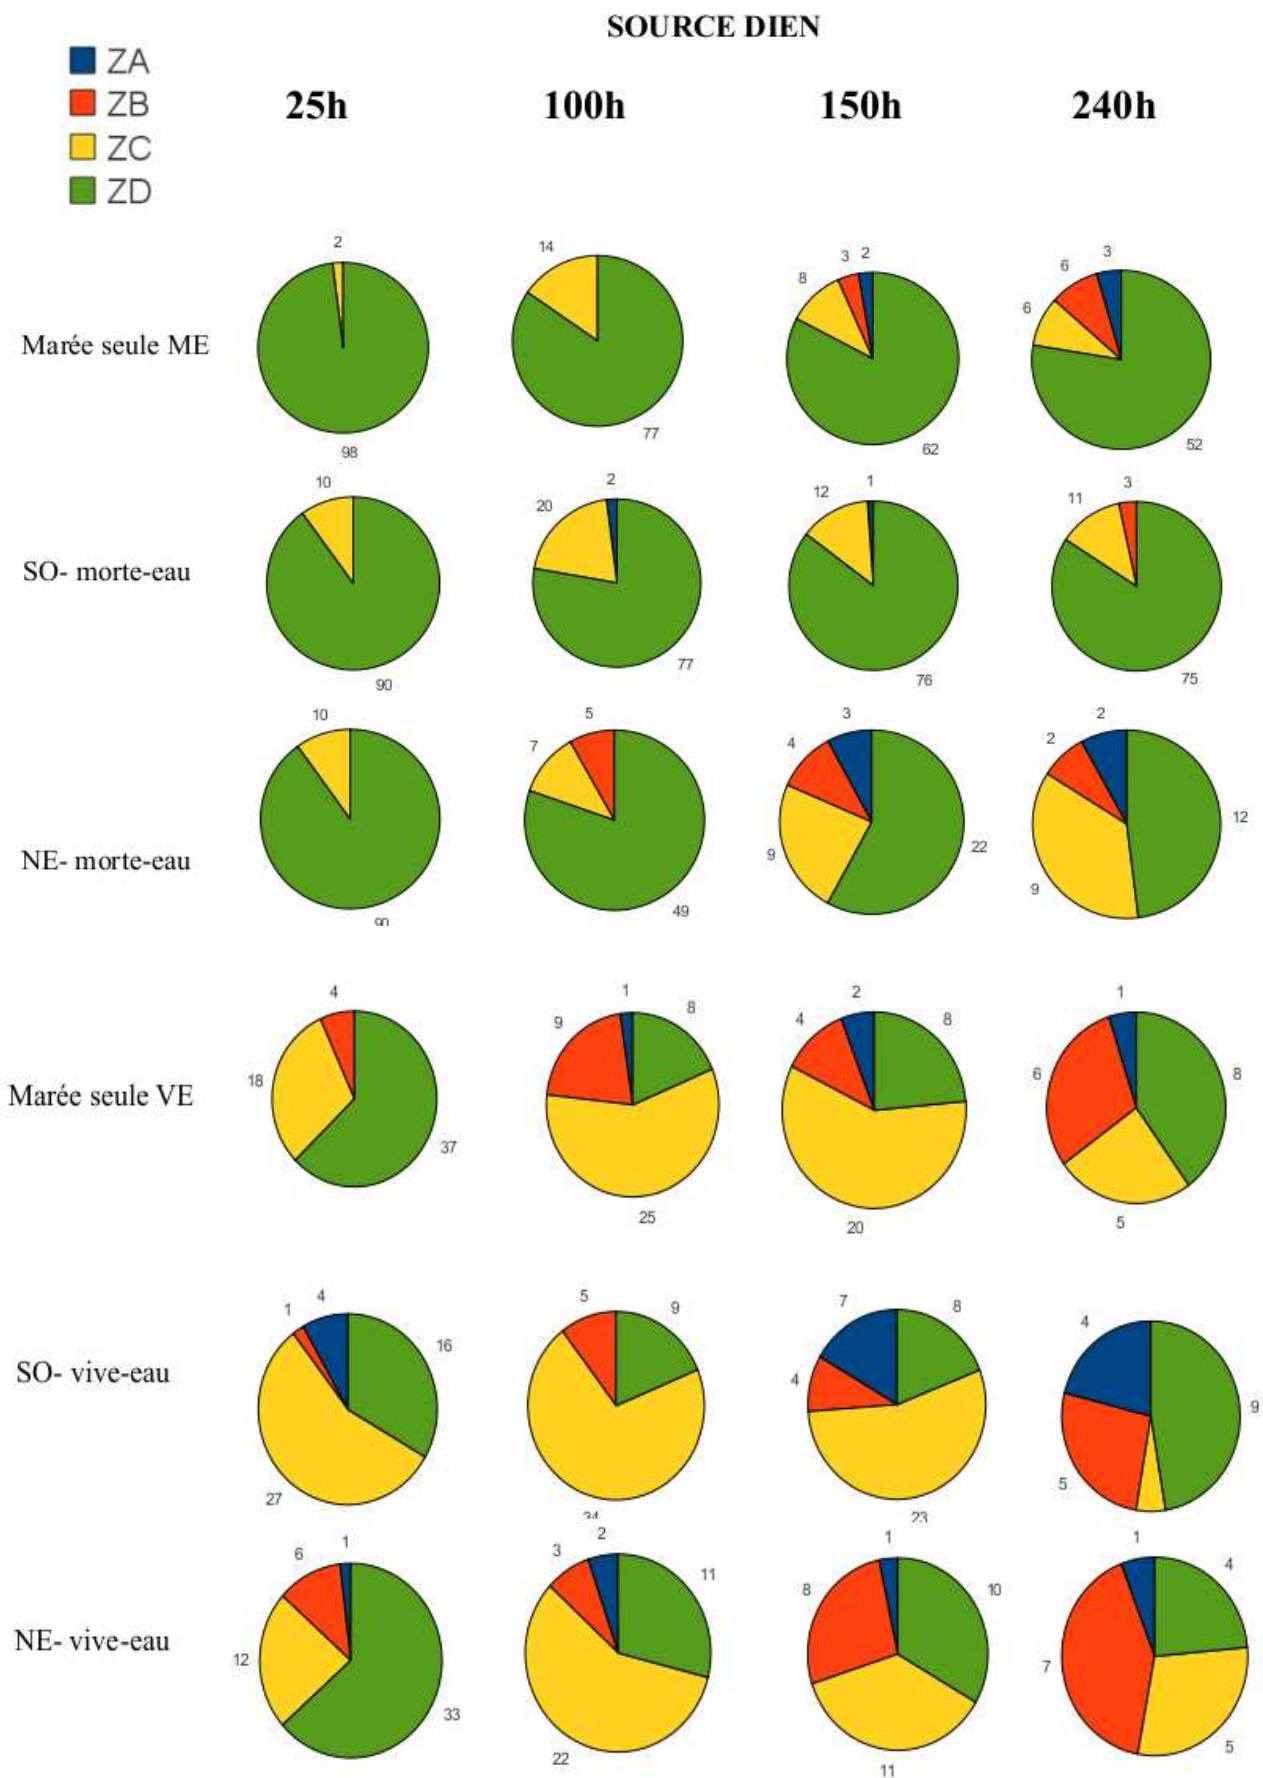 SOURCE DIEN
ZA
ZB
ZC
ZD
25h 100h 150h 240h
Marée seule ME
2
98
14
77
8 3 2
62
6 6 3
52
SO- morte-eau
10
90
20 2
77
12 1
76
11 3
75
NE- morte-eau
10
90
7 5
49
9 4 3
22
9 2 2
12
Marée seule VE
18 4
37
9 1 8
25
4 2 8
20
6 1 8
5
SO- vive-eau
1 4 16
27
5 9
34
4 7 8
23
5 4 9
NE- vive-eau
12 6 1
33
3 2 11
22
8 1 10
11
7 1 4
5